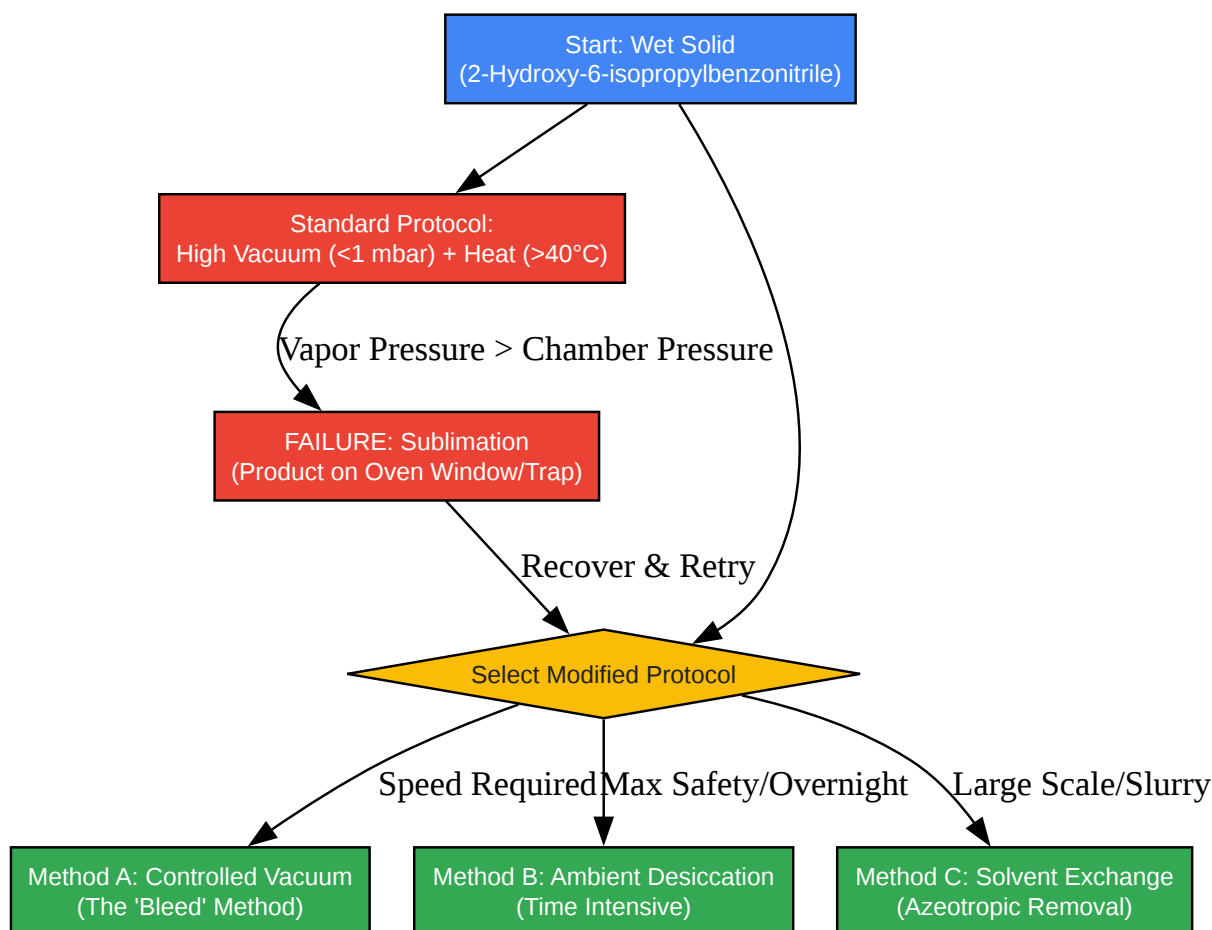 Start: Wet Solid
(2-Hydroxy-6-isopropylbenzonitrile)
Standard Protocol:
High Vacuum (<1 mbar) + Heat (>40°C)
Vapor Pressure > Chamber Pressure
FAILURE: Sublimation
(Product on Oven Window/Trap)
Recover & Retry
Select Modified Protocol
Speed Required
Max Safety/Overnight
Large Scale/Slurry
Method A: Controlled Vacuum
(The 'Bleed' Method)
Method B: Ambient Desiccation
(Time Intensive)
Method C: Solvent Exchange
(Azeotropic Removal)